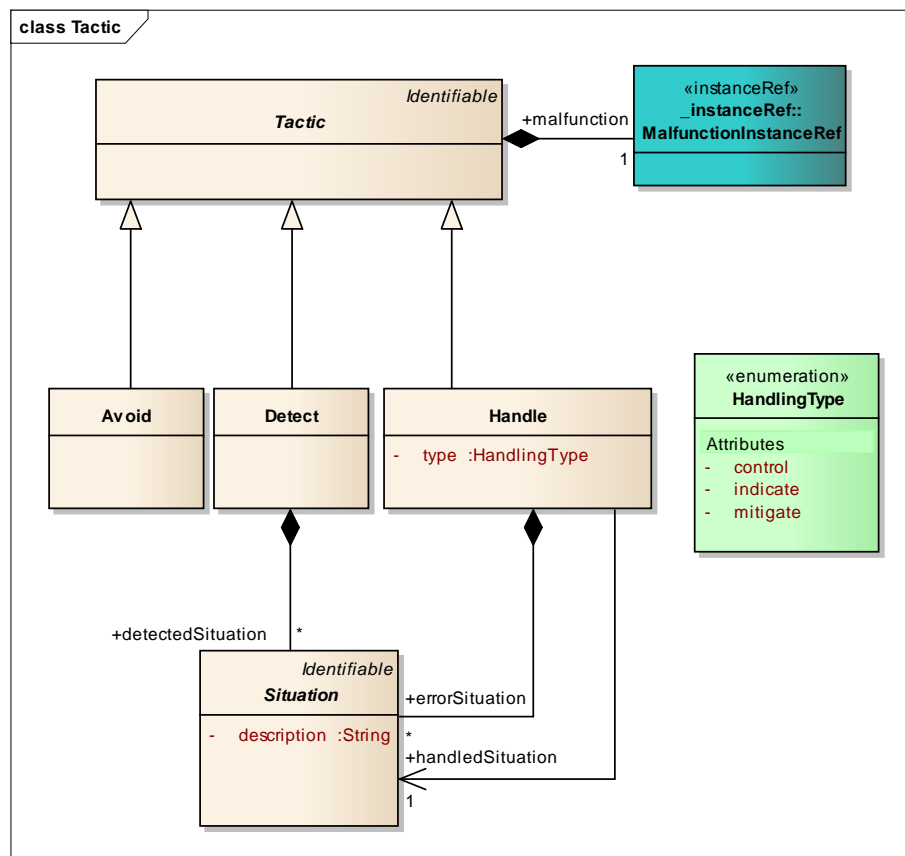 class Tactic
Identifiable
Tactic
+malfunction
1
«instanceRef»
_instanceRef::
MalfunctionInstanceRef
Avoid
Detect
Handle
- type :HandlingType
«enumeration»
HandlingType
Attributes
- control
- indicate
- mitigate
+detectedSituation
*
Identifiable
Situation
- description :String
+errorSituation
*
+handledSituation
1